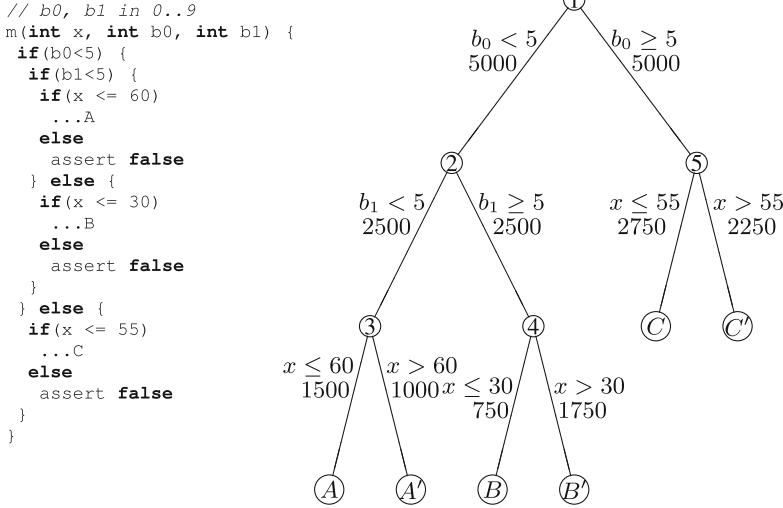 // b0, b1 in 0..9
m(int x, int b0, int b1) {
if(b0<5) {
if(b1<5) {
if(x <= 60)
...A
else
assert false
} else {
if(x <= 30)
...B
else
assert false
}
} else {
if(x <= 55)
...C
else
assert false
}
}
1
b₀ < 5
5000
b₀ ≥ 5
5000
2
5
b₁ < 5
2500
b₁ ≥ 5
2500
x ≤ 55
2750
x > 55
2250
3
4
C
C′
x ≤ 60
1500
x > 60
1000
x ≤ 30
750
x > 30
1750
A
A′
B
B′